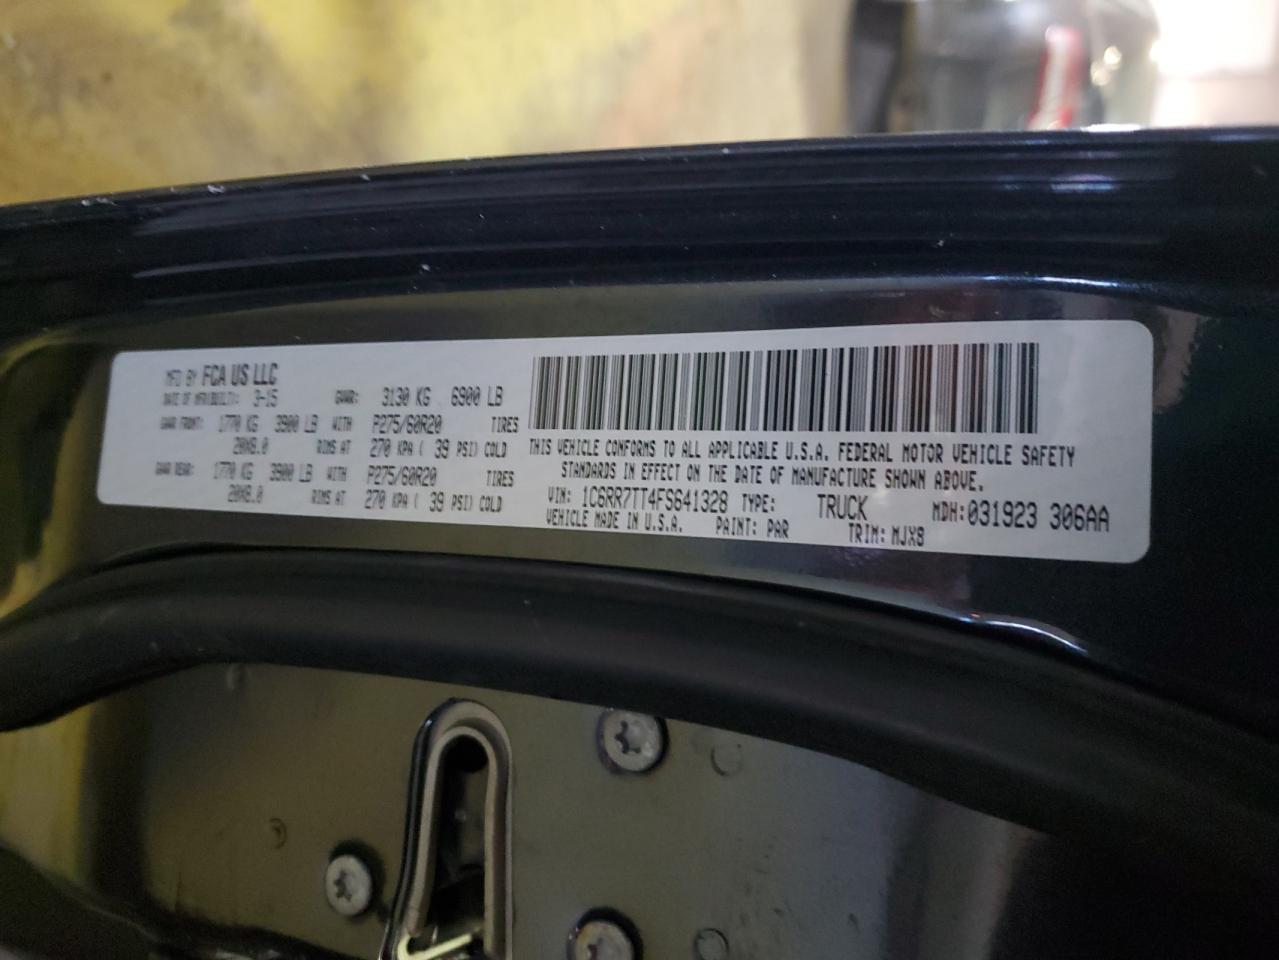 MFD BY FCA US LLC
DATE OF MFR(BUILT): 3-15 GVWR: 3130 KG 6900 LB
GAWR FRONT: 1770 KG 3900 LB WITH P275/60R20 TIRES
20X8.0 RIMS AT 270 KPA ( 39 PSI) COLD
GAWR REAR: 1770 KG 3900 LB WITH P275/60R20 TIRES
20X8.0 RIMS AT 270 KPA ( 39 PSI) COLD
THIS VEHICLE CONFORMS TO ALL APPLICABLE U.S.A. FEDERAL MOTOR VEHICLE SAFETY
STANDARDS IN EFFECT ON THE DATE OF MANUFACTURE SHOWN ABOVE.
VIN: 1C6RR7TT4FS641328 TYPE: TRUCK MDH:031923 306AA
VEHICLE MADE IN U.S.A. PAINT: PAR TRIM: MJX8